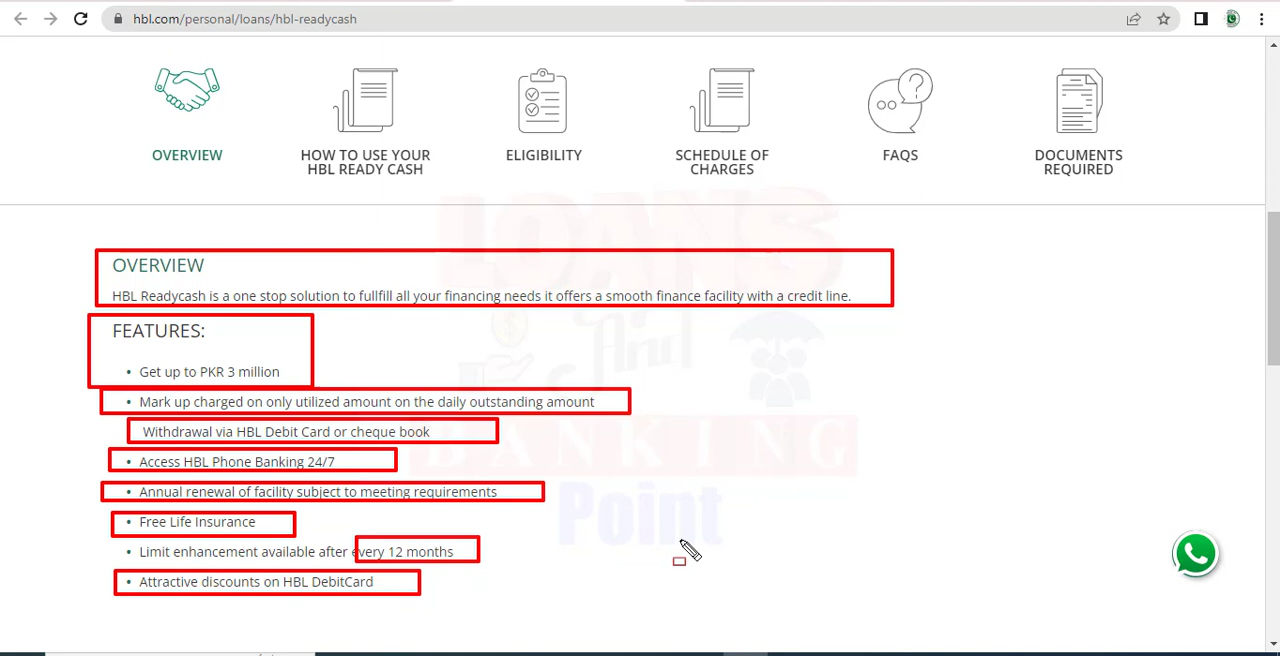 hbl.com/personal/loans/hbl-readycash
OVERVIEW
HOW TO USE YOUR
HBL READY CASH
ELIGIBILITY
SCHEDULE OF
CHARGES
FAQS
DOCUMENTS
REQUIRED
LOANS
And
BANKING
Point
OVERVIEW
HBL Readycash is a one stop solution to fullfill all your financing needs it offers a smooth finance facility with a credit line.
FEATURES:
• Get up to PKR 3 million
• Mark up charged on only utilized amount on the daily outstanding amount
Withdrawal via HBL Debit Card or cheque book
• Access HBL Phone Banking 24/7
• Annual renewal of facility subject to meeting requirements
• Free Life Insurance
• Limit enhancement available after every 12 months
• Attractive discounts on HBL DebitCard